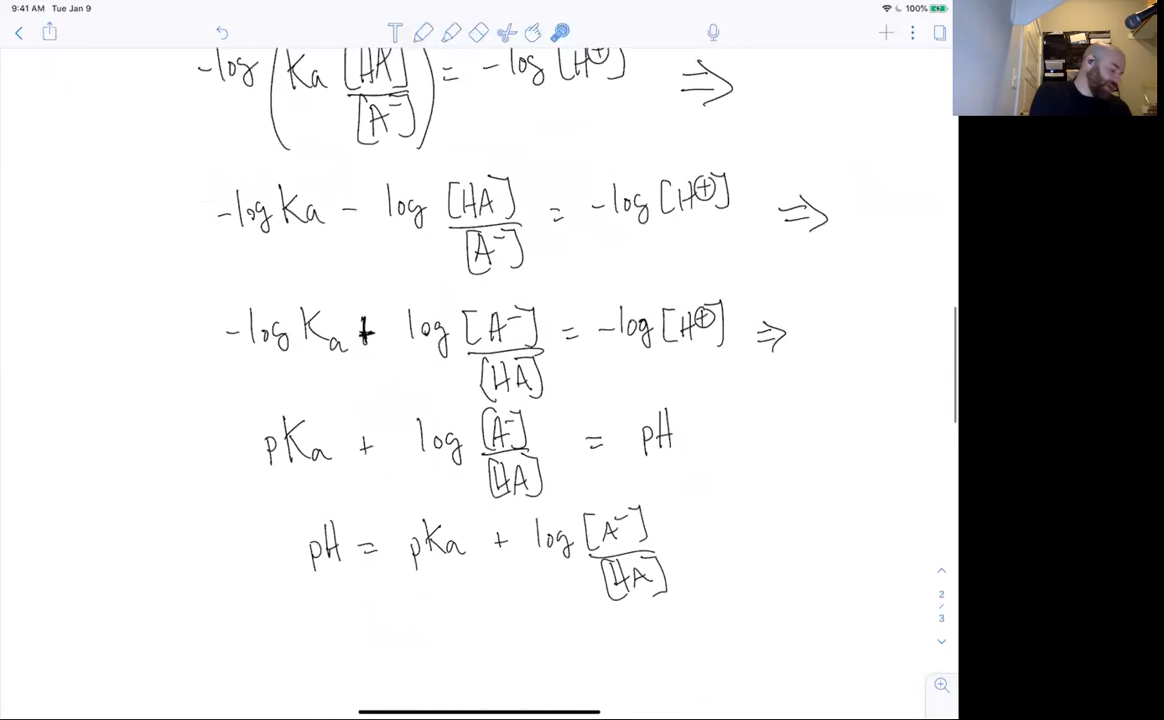 9:41 AM Tue Jan 9
100%
-log(Ka [HA]/[A⁻]) = -log[H⊕] ⇒
-log Ka - log [HA]/[A⁻] = -log[H⊕] ⇒
-log Ka + log [A⁻]/[HA] = -log[H⊕] ⇒
pKa + log [A⁻]/[HA] = pH
pH = pKa + log [A⁻]/[HA]
2
/
3